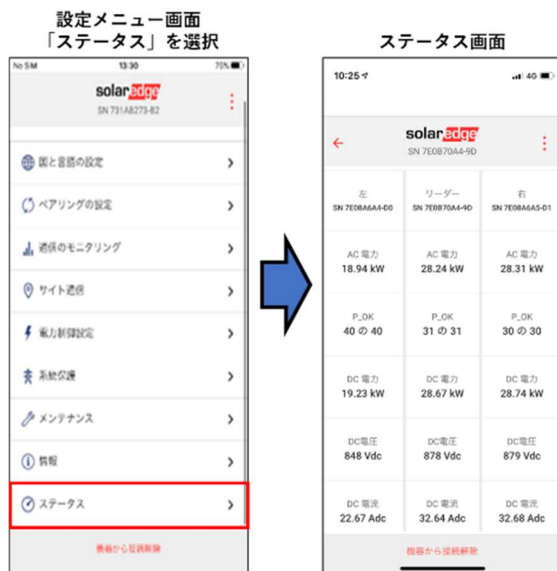 設定メニュー画面
「ステータス」を選択
No SIM 13:30 79%
solaredge
SN 731A8273-B2
国と言語の設定
ペアリングの設定
通信のモニタリング
サイト通信
電力制御設定
系統保護
メンテナンス
情報
ステータス
機器から接続解除
ステータス画面
10:25 4G
solaredge
SN 7E0B70A4-9D
左 リーダー 右
SN 7E08A6A4-D0 SN 7E0B70A4-9D SN 7E08A6A5-D1
AC 電力 AC 電力 AC 電力
18.94 kW 28.24 kW 28.31 kW
P_OK P_OK P_OK
40 の 40 31 の 31 30 の 30
DC 電力 DC 電力 DC 電力
19.23 kW 28.67 kW 28.74 kW
DC電圧 DC電圧 DC電圧
848 Vdc 878 Vdc 879 Vdc
DC 電流 DC 電流 DC 電流
22.67 Adc 32.64 Adc 32.68 Adc
機器から接続解除